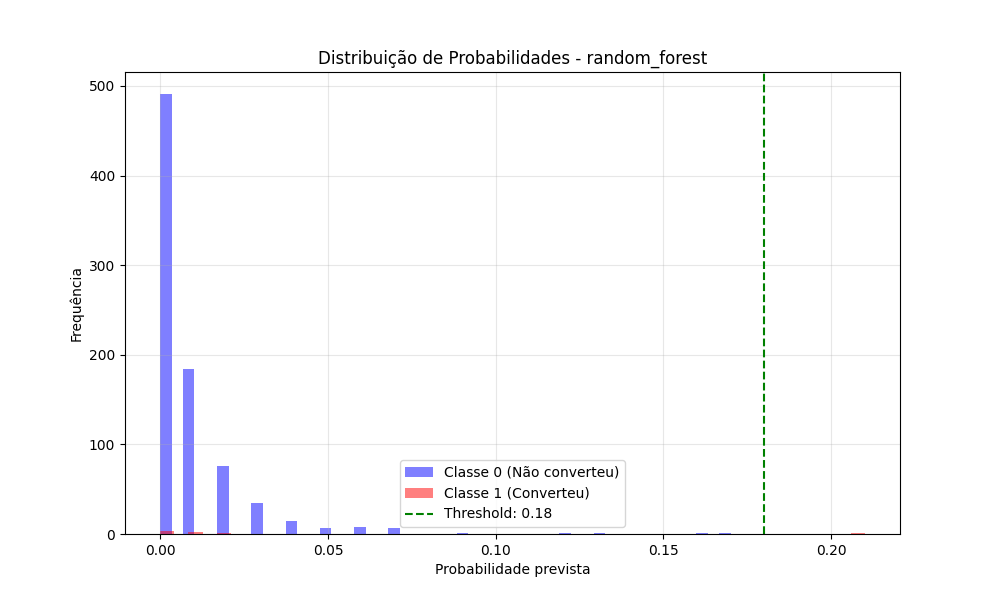 Distribuição de Probabilidades - random_forest
500
400
300
200
100
0
Frequência
Classe 0 (Não converteu)
Classe 1 (Converteu)
Threshold: 0.18
0.00 0.05 0.10 0.15 0.20
Probabilidade prevista